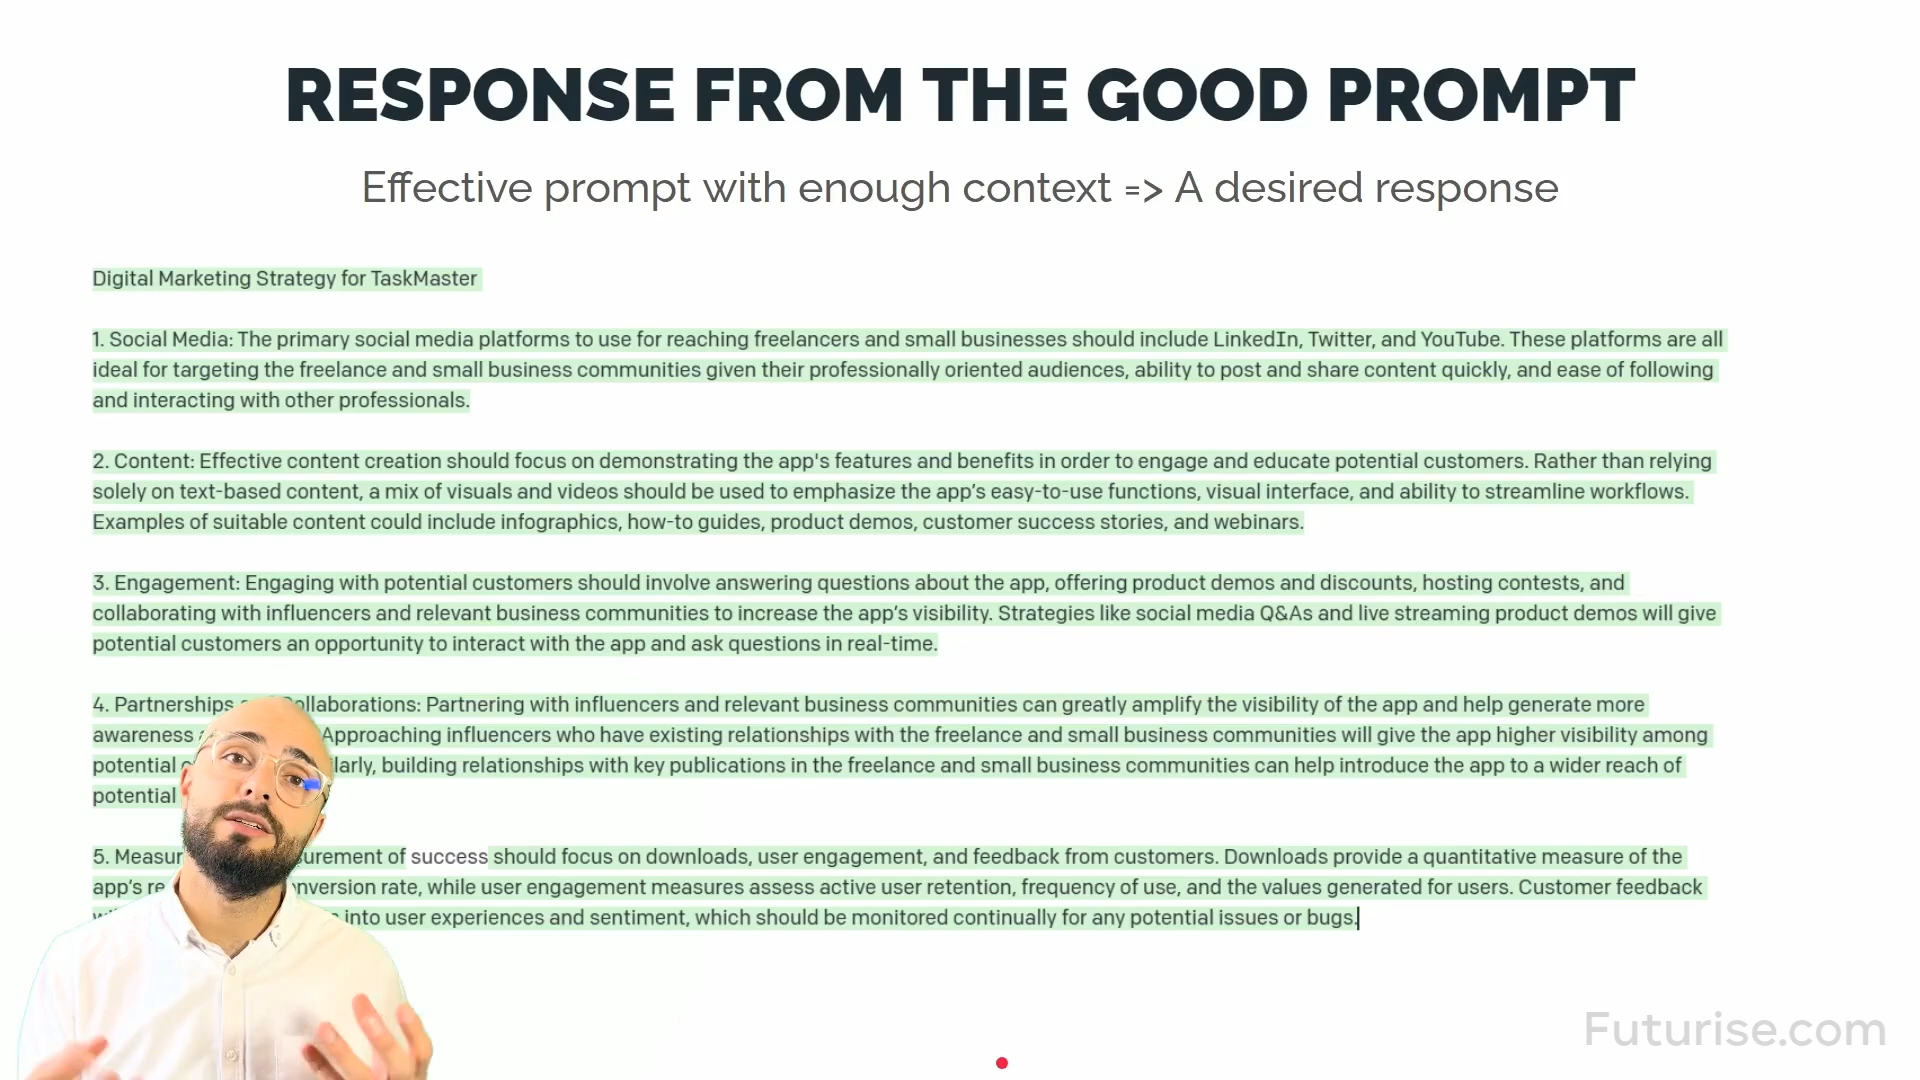 RESPONSE FROM THE GOOD PROMPT
Effective prompt with enough context => A desired response
Digital Marketing Strategy for TaskMaster
1. Social Media: The primary social media platforms to use for reaching freelancers and small businesses should include LinkedIn, Twitter, and YouTube. These platforms are all
ideal for targeting the freelance and small business communities given their professionally oriented audiences, ability to post and share content quickly, and ease of following
and interacting with other professionals.
2. Content: Effective content creation should focus on demonstrating the app's features and benefits in order to engage and educate potential customers. Rather than relying
solely on text-based content, a mix of visuals and videos should be used to emphasize the app’s easy-to-use functions, visual interface, and ability to streamline workflows.
Examples of suitable content could include infographics, how-to guides, product demos, customer success stories, and webinars.
3. Engagement: Engaging with potential customers should involve answering questions about the app, offering product demos and discounts, hosting contests, and
collaborating with influencers and relevant business communities to increase the app’s visibility. Strategies like social media Q&As and live streaming product demos will give
potential customers an opportunity to interact with the app and ask questions in real-time.
4. Partnerships Collaborations: Partnering with influencers and relevant business communities can greatly amplify the visibility of the app and help generate more
awareness Approaching influencers who have existing relationships with the freelance and small business communities will give the app higher visibility among
potential building relationships with key publications in the freelance and small business communities can help introduce the app to a wider reach of
potential
5. of success should focus on downloads, user engagement, and feedback from customers. Downloads provide a quantitative measure of the
app’s rate, while user engagement measures assess active user retention, frequency of use, and the values generated for users. Customer feedback
into user experiences and sentiment, which should be monitored continually for any potential issues or bugs.
Futurise.com